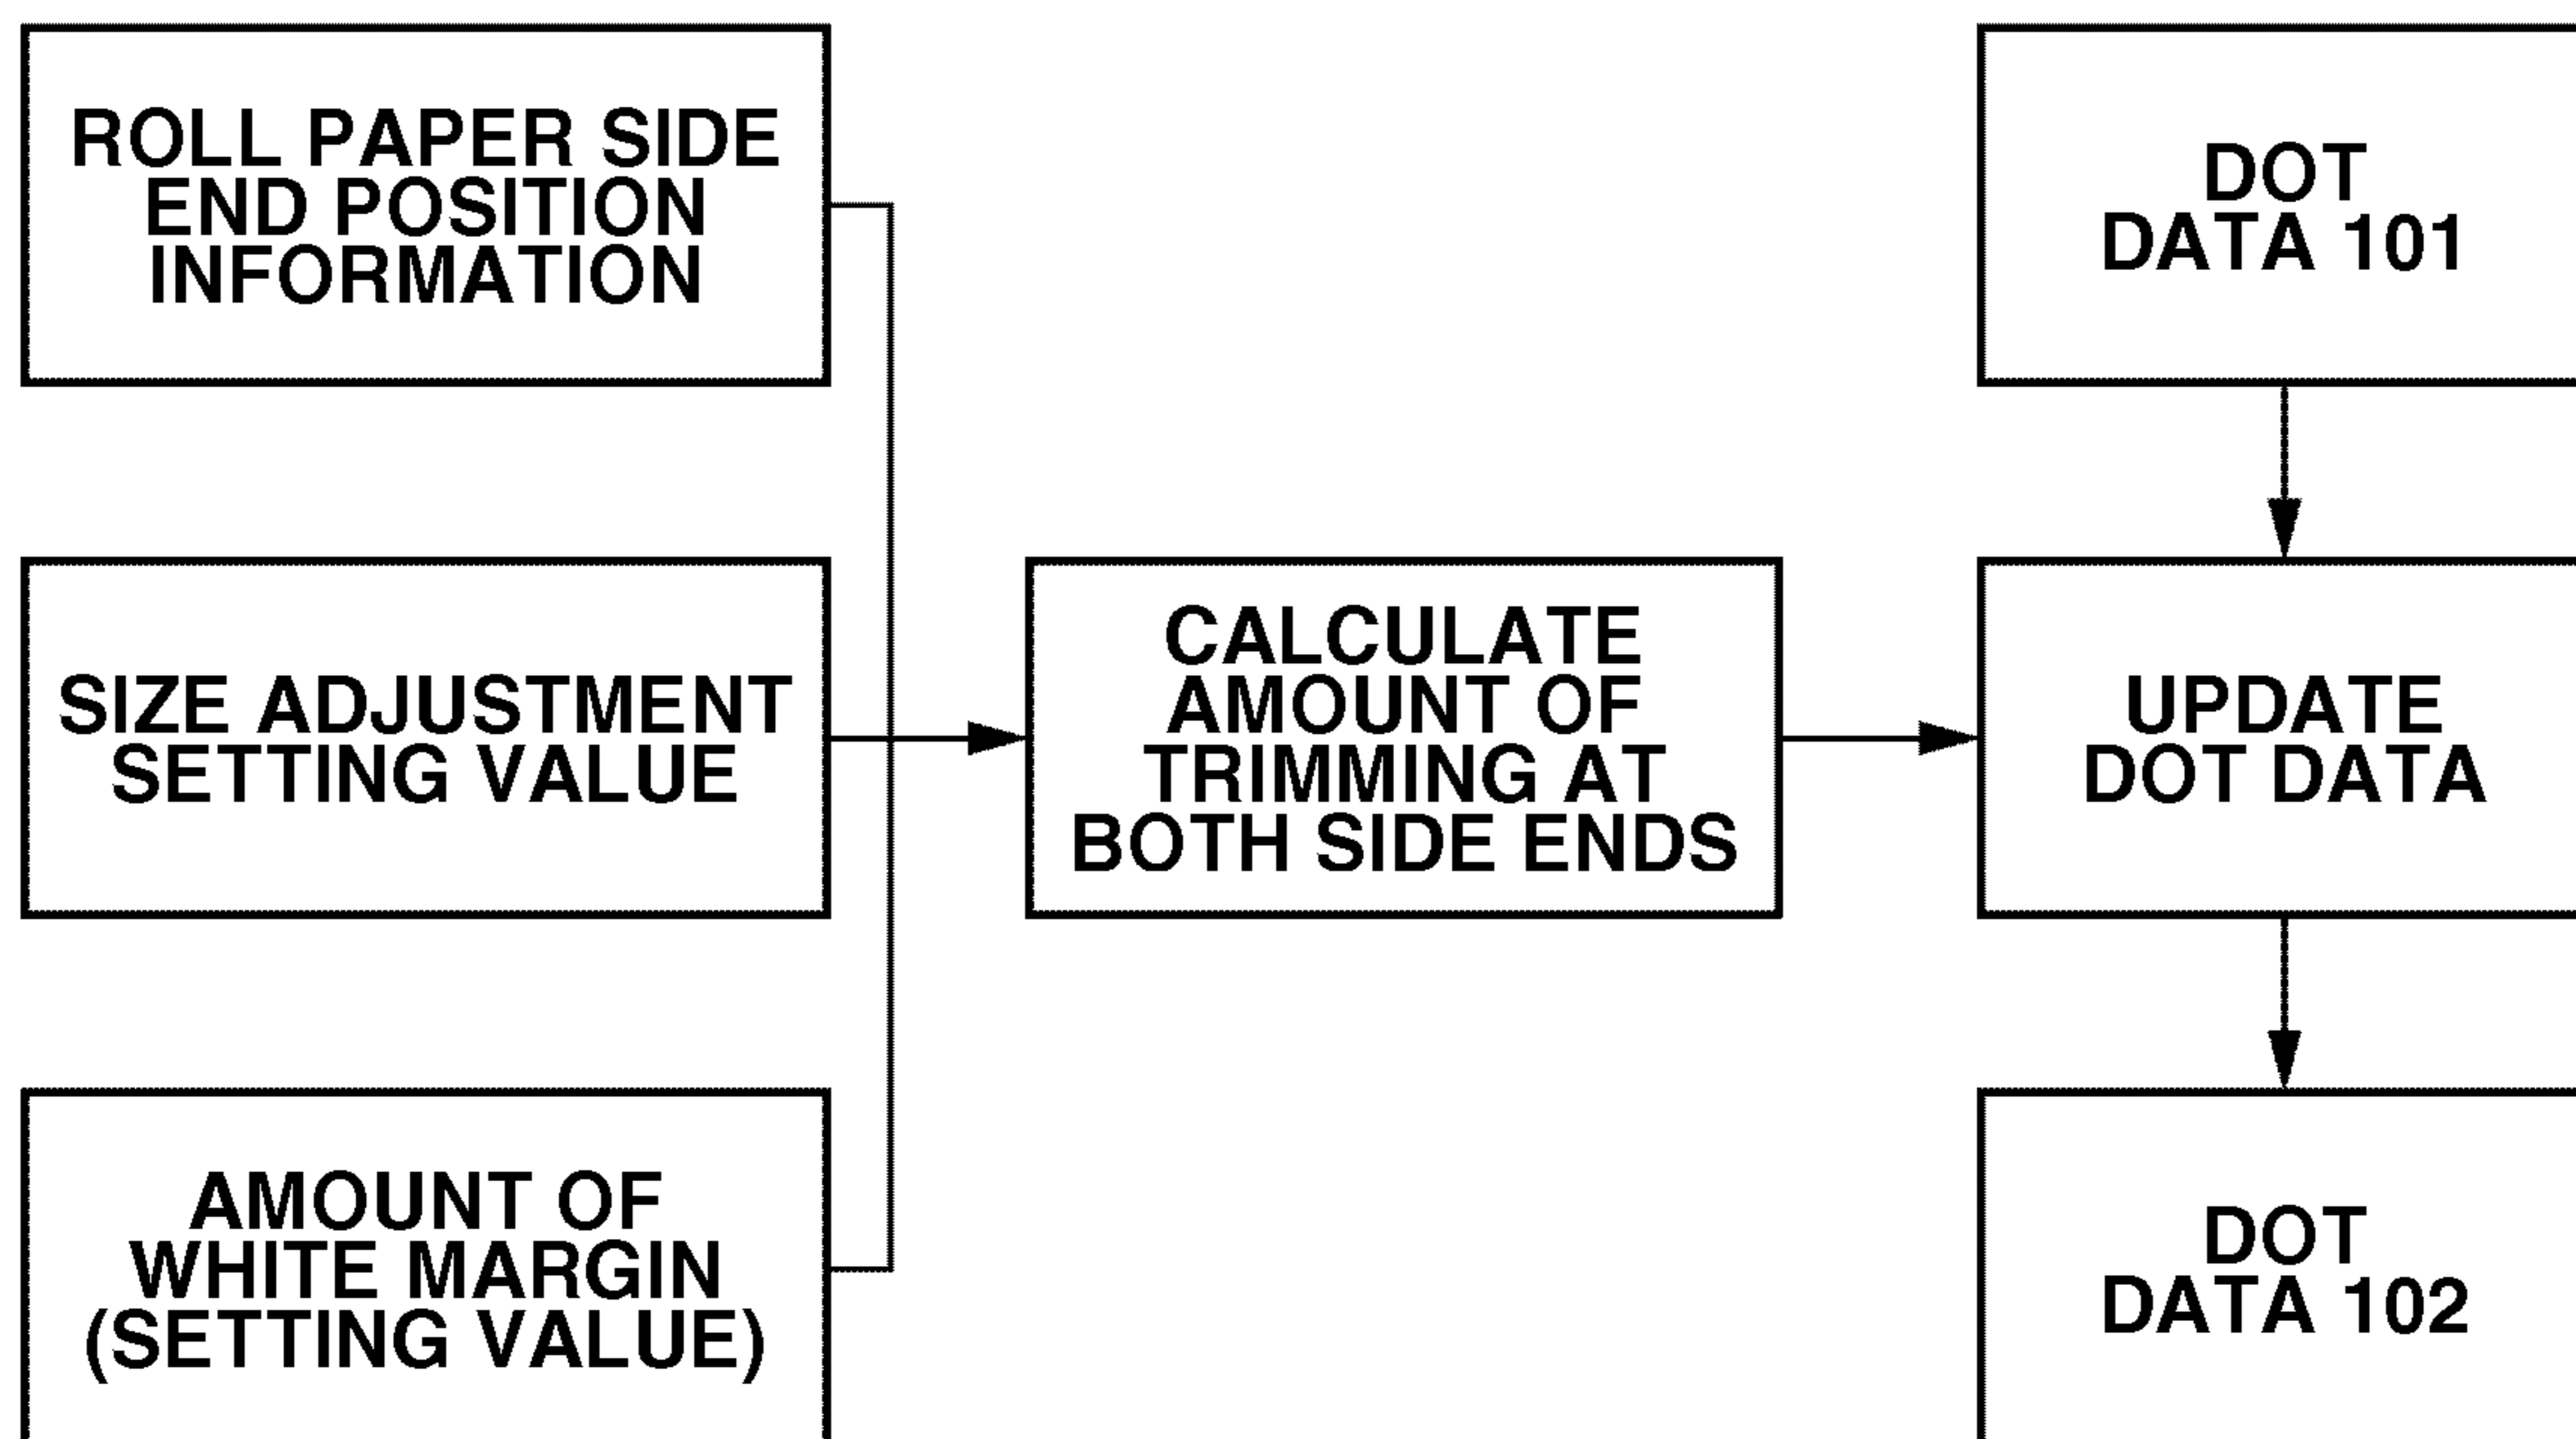 ROLL PAPER SIDE
END POSITION
INFORMATION
DOT
DATA 101
SIZE ADJUSTMENT
SETTING VALUE
CALCULATE
AMOUNT OF
TRIMMING AT
BOTH SIDE ENDS
UPDATE
DOT DATA
AMOUNT OF
WHITE MARGIN
(SETTING VALUE)
DOT
DATA 102